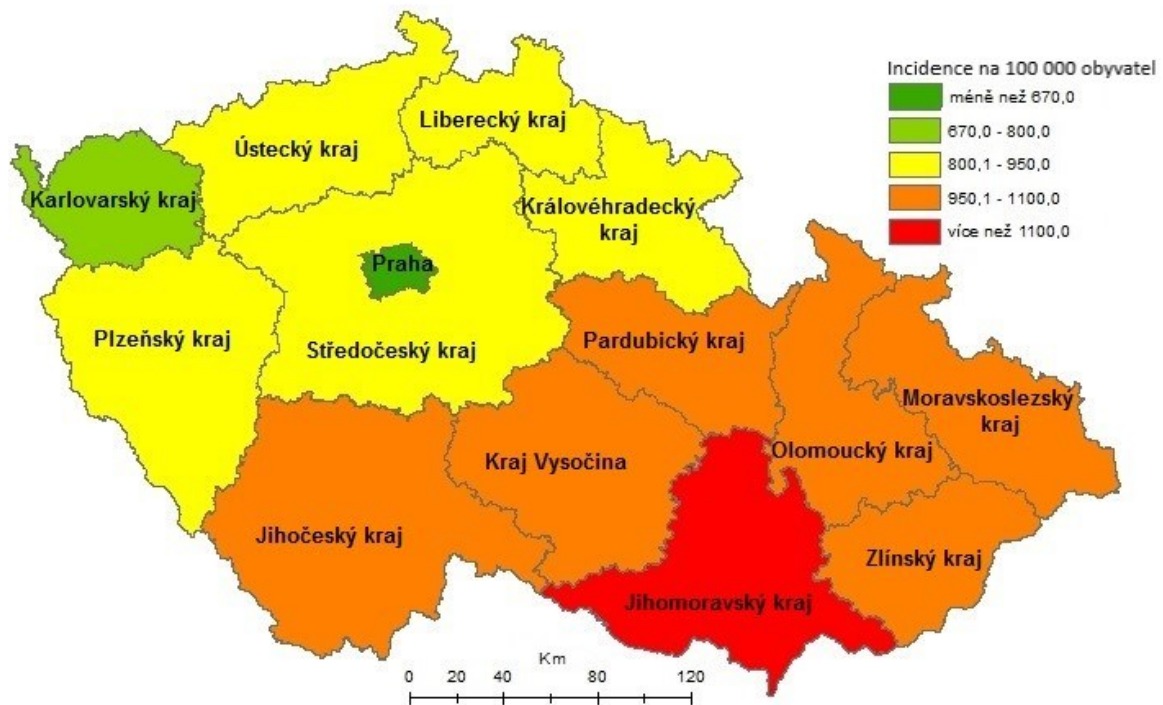 Incidence na 100 000 obyvatel
méně než 670,0
670,0 - 800,0
800,1 - 950,0
950,1 - 1100,0
více než 1100,0
Liberecký kraj
Ústecký kraj
Karlovarský kraj
Královéhradecký
kraj
Praha
Plzeňský kraj
Středočeský kraj
Pardubický kraj
Moravskoslezský
kraj
Olomoucký kraj
Kraj Vysočina
Jihočeský kraj
Zlínský kraj
Jihomoravský kraj
Km
0 20 40 60 80 120